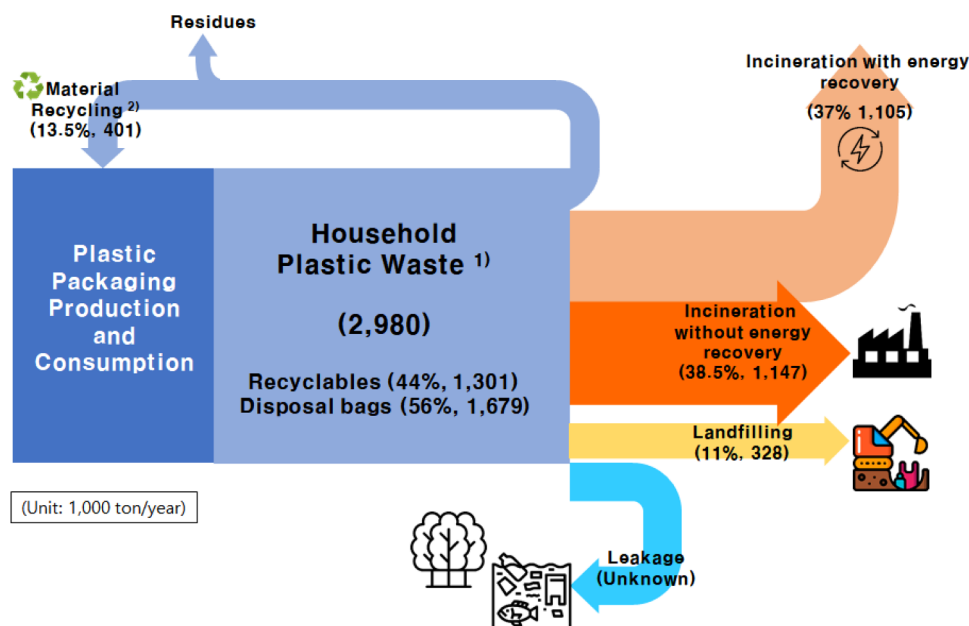 Residues
Material
Recycling 2)
(13.5%, 401)
Incineration with energy
recovery
(37% 1,105)
Plastic
Packaging
Production
and
Consumption
Household
Plastic Waste 1)
(2,980)
Recyclables (44%, 1,301)
Disposal bags (56%, 1,679)
Incineration
without energy
recovery
(38.5%, 1,147)
Landfilling
(11%, 328)
(Unit: 1,000 ton/year)
Leakage
(Unknown)